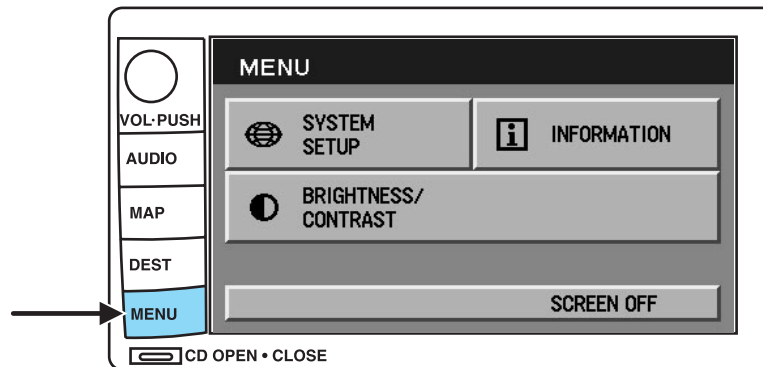 MENU
VOL·PUSH
AUDIO
MAP
DEST
MENU
SYSTEM
SETUP
i INFORMATION
BRIGHTNESS/
CONTRAST
SCREEN OFF
CD OPEN • CLOSE